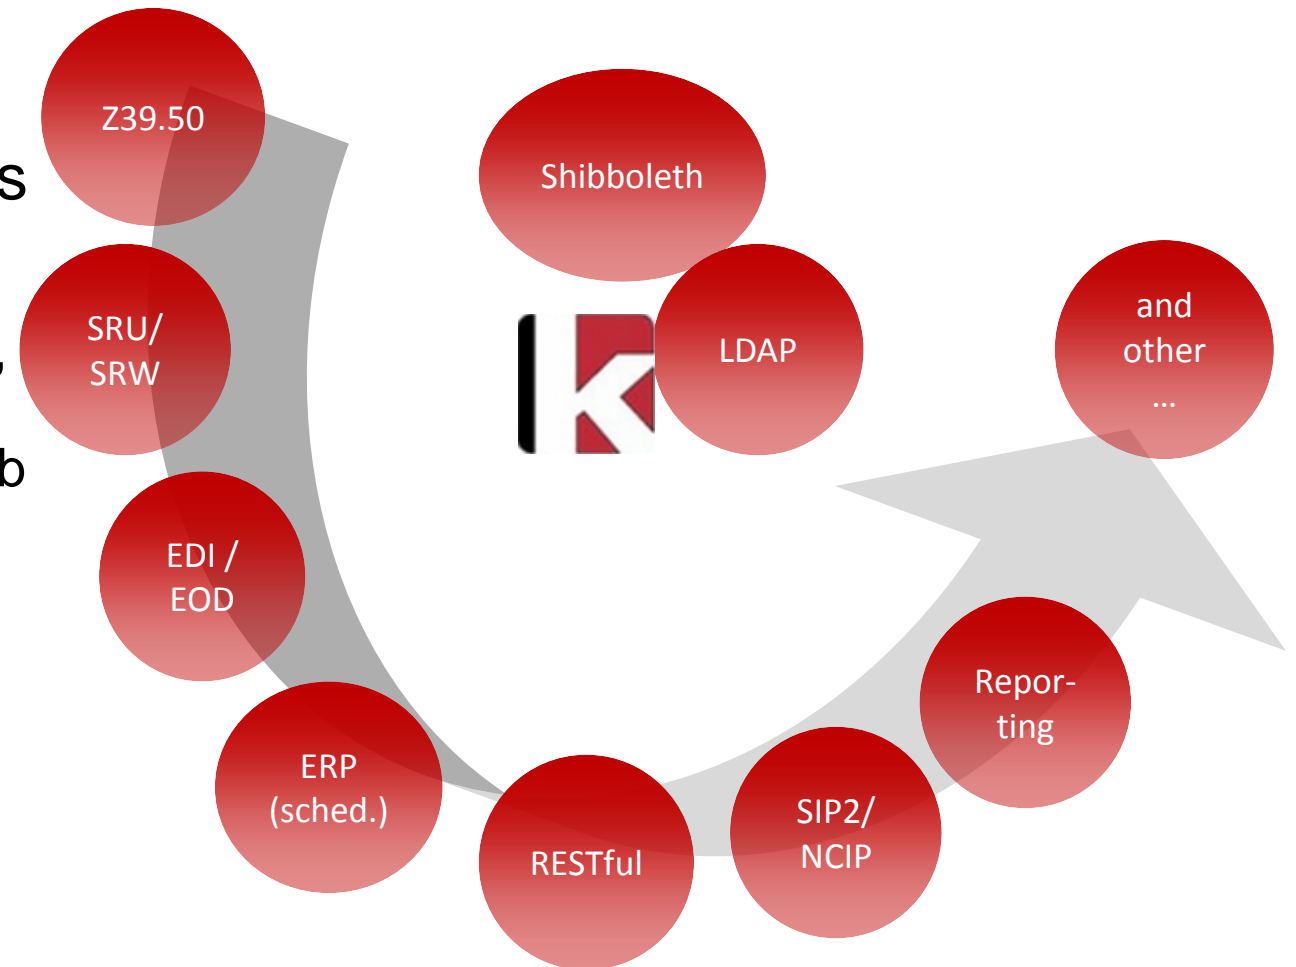 Z39.50
s
SRU/
SRW
,
b
EDI /
EOD
ERP
(sched.)
RESTful
SIP2/
NCIP
Repor-
ting
and
other
...
Shibboleth
LDAP
K